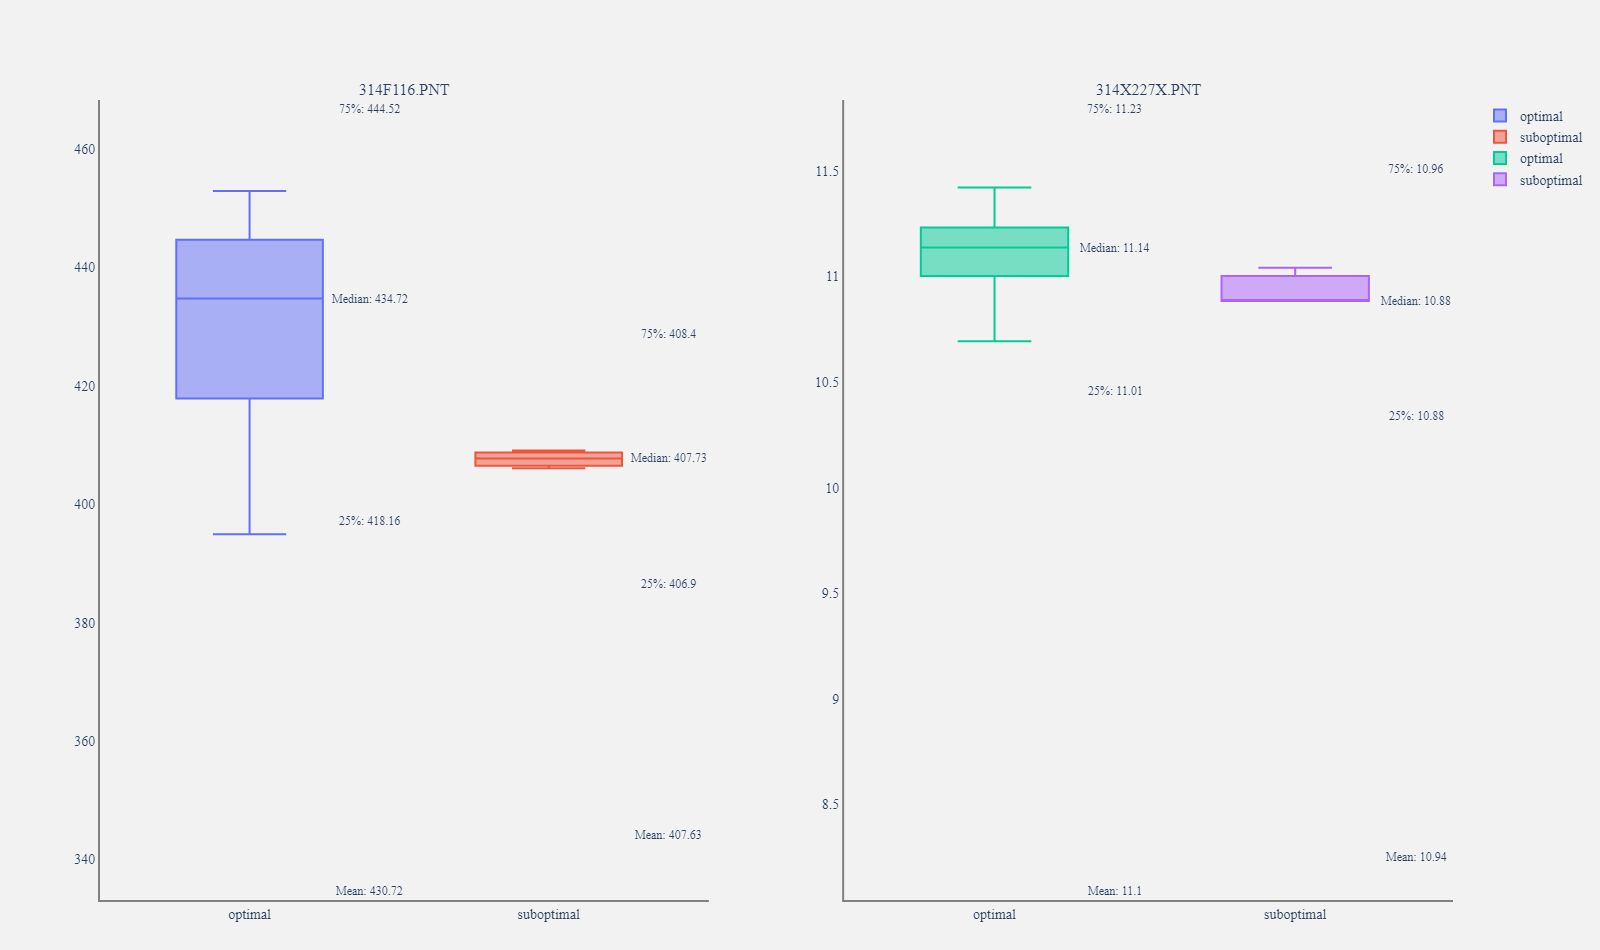 314F116.PNT
75%: 444.52
460
440
Median: 434.72
75%: 408.4
420
Median: 407.73
400
25%: 418.16
25%: 406.9
380
360
Mean: 407.63
340
Mean: 430.72
optimal
suboptimal
314X227X.PNT
75%: 11.23
11.5
75%: 10.96
Median: 11.14
11
Median: 10.88
10.5
25%: 11.01
25%: 10.88
10
9.5
9
8.5
Mean: 10.94
Mean: 11.1
optimal
suboptimal
optimal
suboptimal
optimal
suboptimal